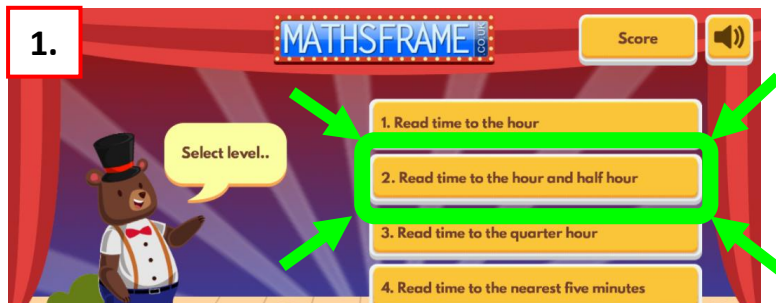 1.
MATHSFRAME.CO.UK
Score
Select level..
1. Read time to the hour
2. Read time to the hour and half hour
3. Read time to the quarter hour
4. Read time to the nearest five minutes